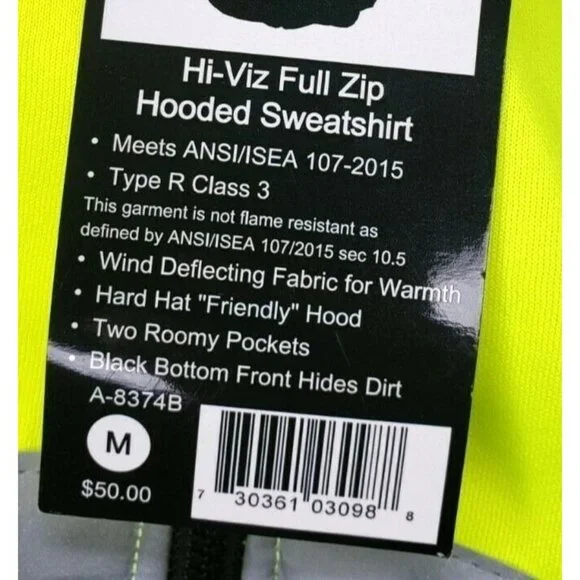 Hi-Viz Full Zip
Hooded Sweatshirt
• Meets ANSI/ISEA 107-2015
• Type R Class 3
This garment is not flame resistant as
defined by ANSI/ISEA 107/2015 sec 10.5
• Wind Deflecting Fabric for Warmth
• Hard Hat "Friendly" Hood
• Two Roomy Pockets
• Black Bottom Front Hides Dirt
A-8374B
M
$50.00
7 30361 03098 8